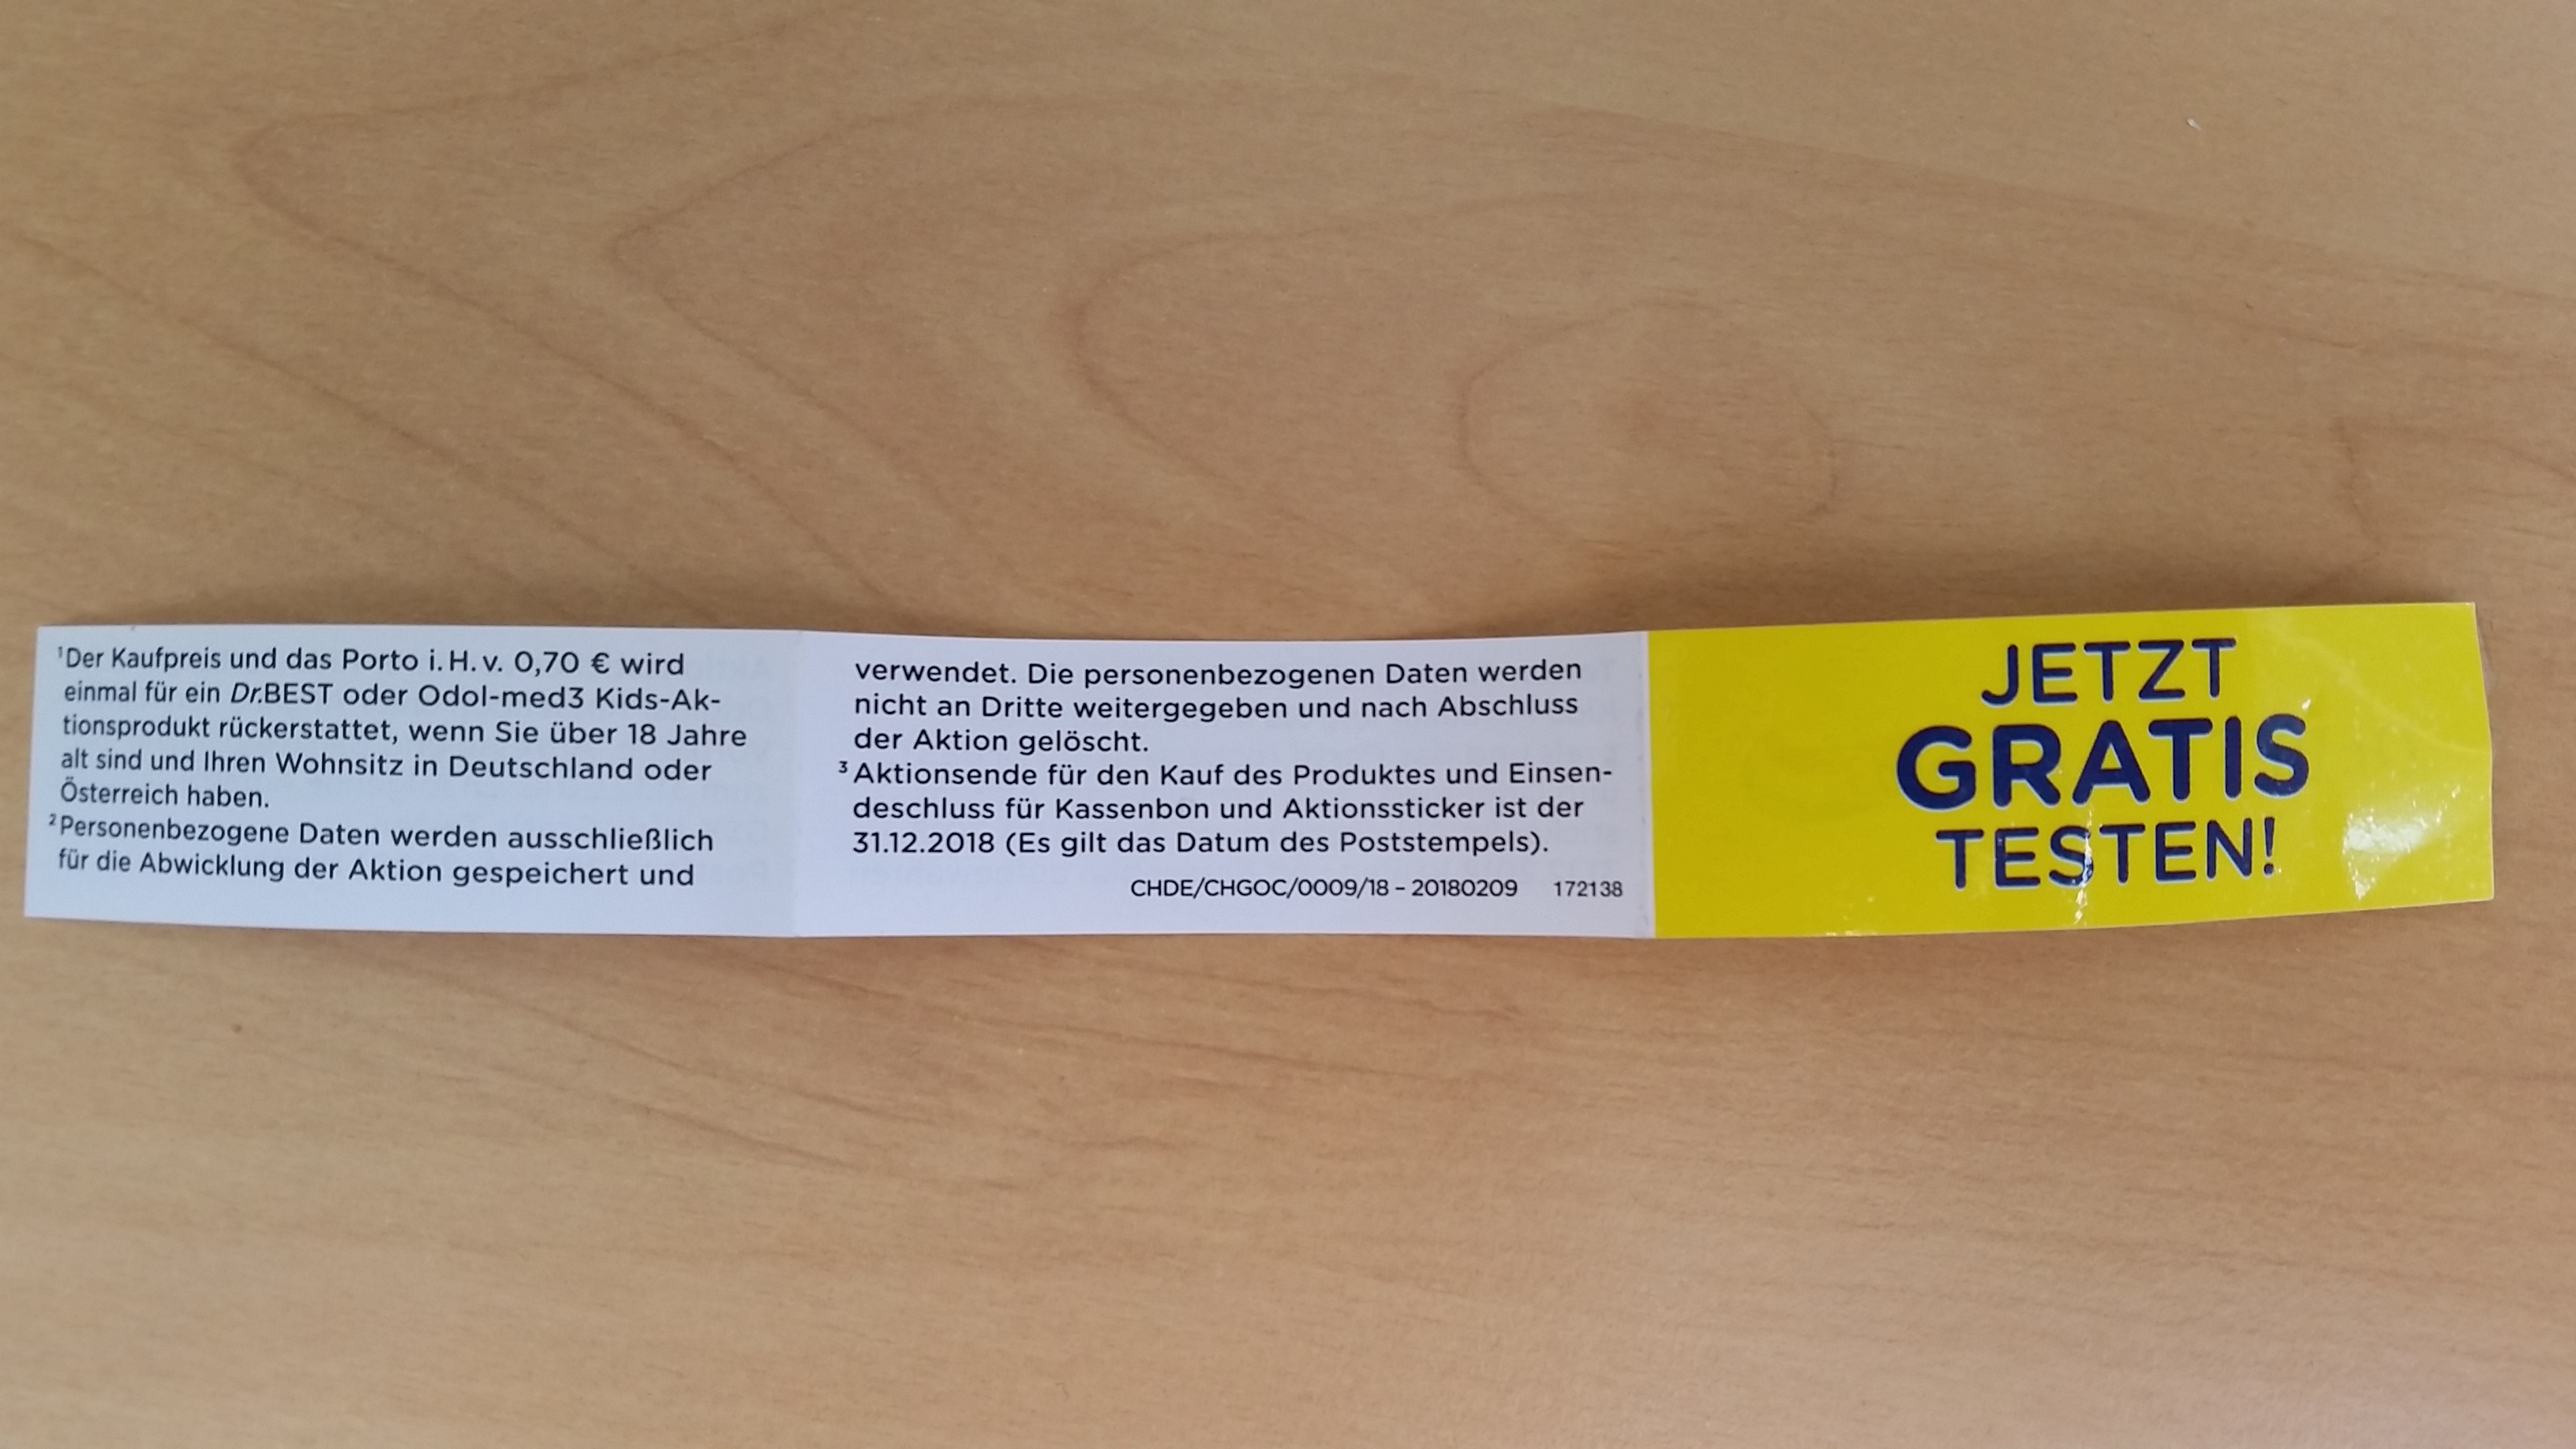 ¹Der Kaufpreis und das Porto i. H. v. 0,70 € wird
einmal für ein Dr.BEST oder Odol-med3 Kids-Ak-
tionsprodukt rückerstattet, wenn Sie über 18 Jahre
alt sind und Ihren Wohnsitz in Deutschland oder
Österreich haben.
²Personenbezogene Daten werden ausschließlich
für die Abwicklung der Aktion gespeichert und
verwendet. Die personenbezogenen Daten werden
nicht an Dritte weitergegeben und nach Abschluss
der Aktion gelöscht.
³Aktionsende für den Kauf des Produktes und Einsen-
deschluss für Kassenbon und Aktionssticker ist der
31.12.2018 (Es gilt das Datum des Poststempels).
CHDE/CHGOC/0009/18 – 20180209 172138
JETZT
GRATIS
TESTEN!